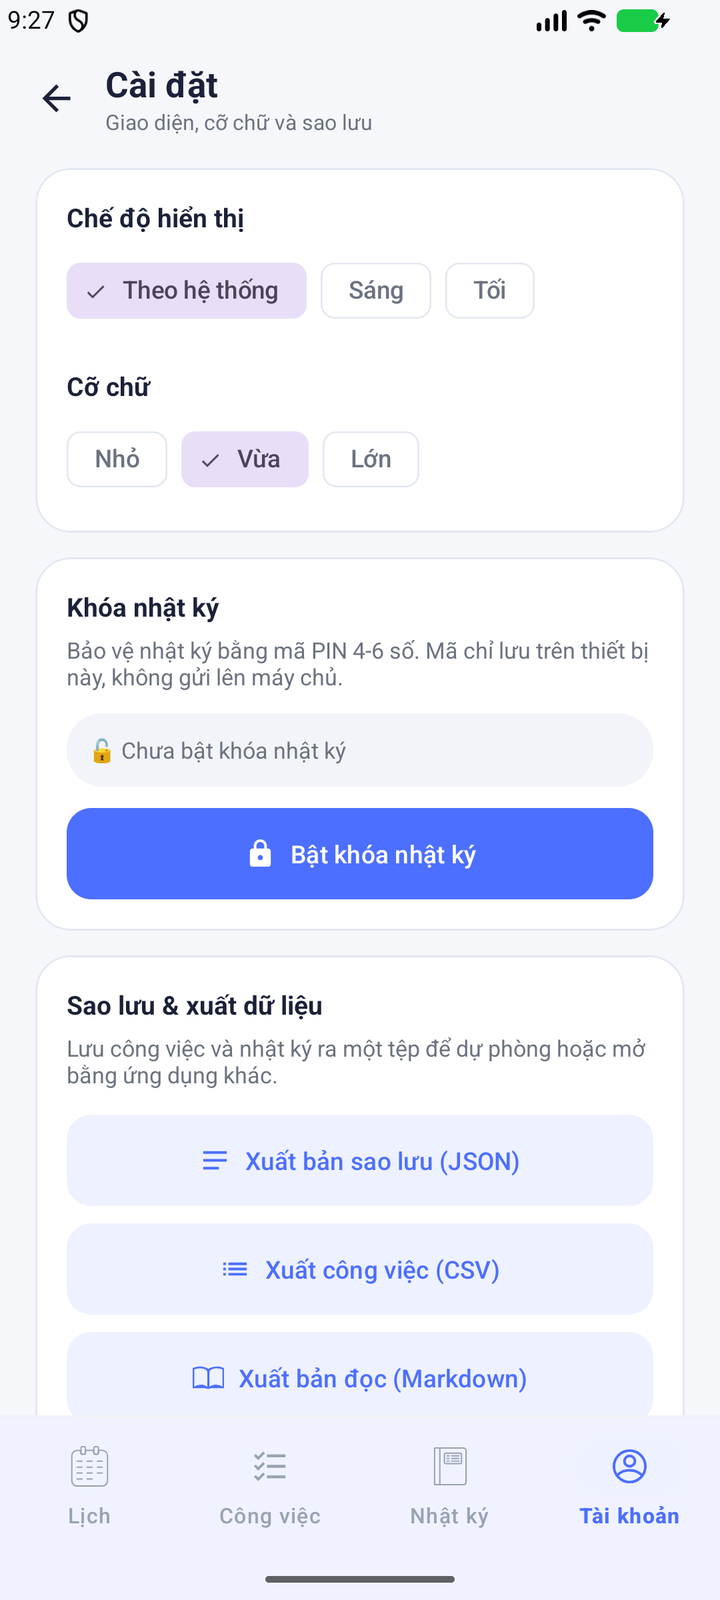 9:27
Cài đặt
Giao diện, cỡ chữ và sao lưu
Chế độ hiển thị
Theo hệ thống
Sáng
Tối
Cỡ chữ
Nhỏ
Vừa
Lớn
Khóa nhật ký
Bảo vệ nhật ký bằng mã PIN 4-6 số. Mã chỉ lưu trên thiết bị
này, không gửi lên máy chủ.
🔓 Chưa bật khóa nhật ký
Bật khóa nhật ký
Sao lưu & xuất dữ liệu
Lưu công việc và nhật ký ra một tệp để dự phòng hoặc mở
bằng ứng dụng khác.
Xuất bản sao lưu (JSON)
Xuất công việc (CSV)
Xuất bản đọc (Markdown)
Lịch
Công việc
Nhật ký
Tài khoản